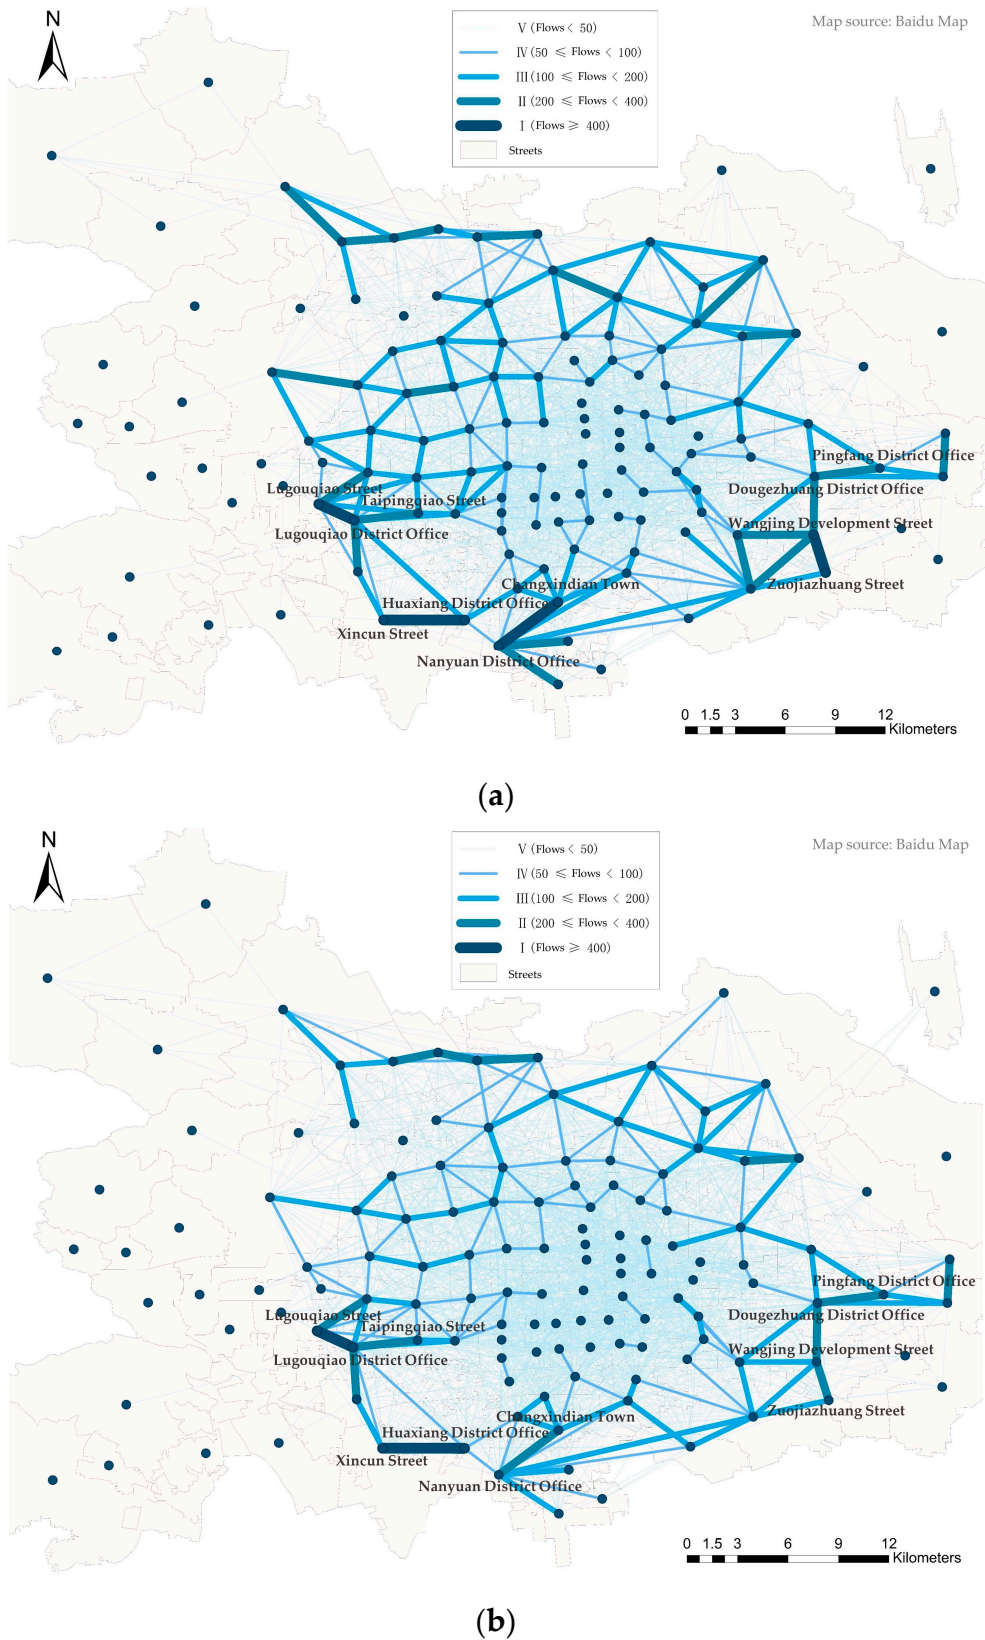 N
Map source: Baidu Map
Ⅴ (Flows < 50)
Ⅳ (50 ≤ Flows < 100)
Ⅲ (100 ≤ Flows < 200)
Ⅱ (200 ≤ Flows < 400)
Ⅰ (Flows ≥ 400)
Streets
Pingfang District Office
Lugouqiao Street
Dougezhuang District Office
Taipingqiao Street
Wangjing Development Street
Lugouqiao District Office
Changxindian Town
Zuojiazhuang Street
Huaxiang District Office
Xincun Street
Nanyuan District Office
0 1.5 3 6 9 12
Kilometers
(a)
N
Map source: Baidu Map
Ⅴ (Flows < 50)
Ⅳ (50 ≤ Flows < 100)
Ⅲ (100 ≤ Flows < 200)
Ⅱ (200 ≤ Flows < 400)
Ⅰ (Flows ≥ 400)
Streets
Pingfang District Office
Lugouqiao Street
Dougezhuang District Office
Taipingqiao Street
Wangjing Development Street
Lugouqiao District Office
Changxindian Town
Zuojiazhuang Street
Huaxiang District Office
Xincun Street
Nanyuan District Office
0 1.5 3 6 9 12
Kilometers
(b)